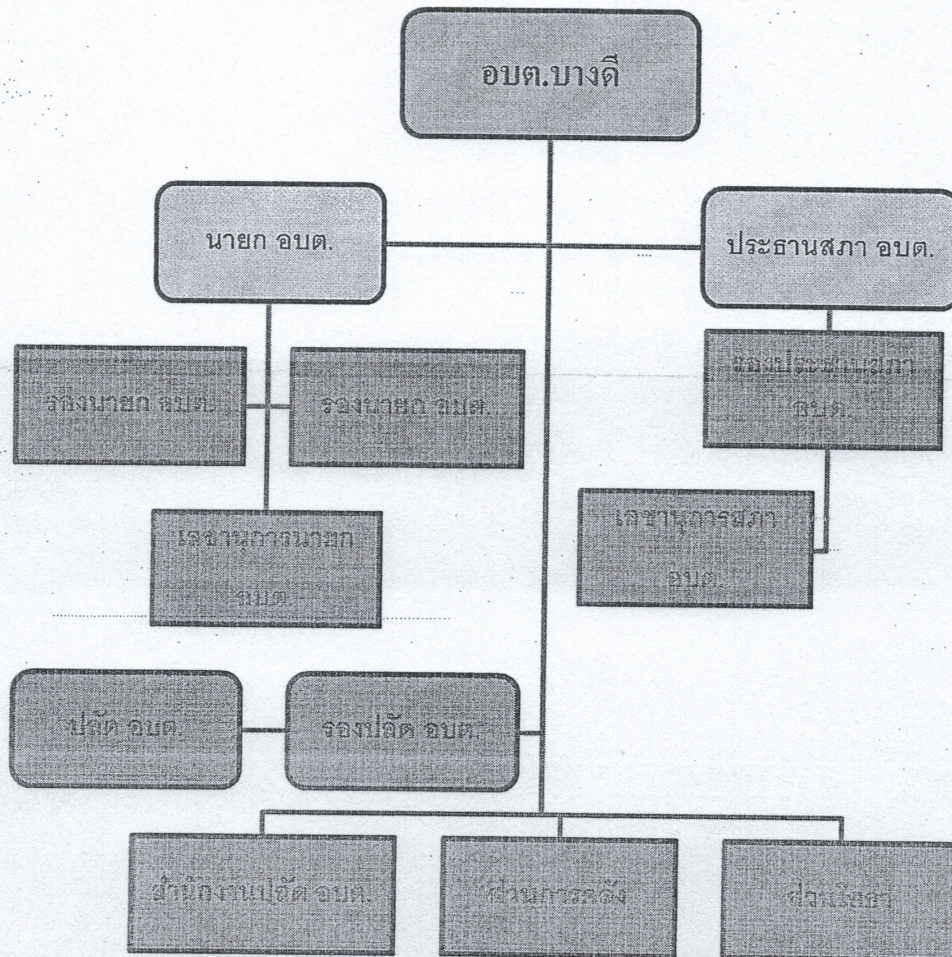 อบต.บางดี
นายก อบต.
ประธานสภา อบต.
รองนายก อบต.
รองนายก อบต.
รองประธานสภา
อบต.
เลขานุการนายก
อบต.
เลขานุการสภา
อบต.
ปลัด อบต.
รองปลัด อบต.
สำนักงานปลัด อบต.
ส่วนการคลัง
ส่วนโยธา